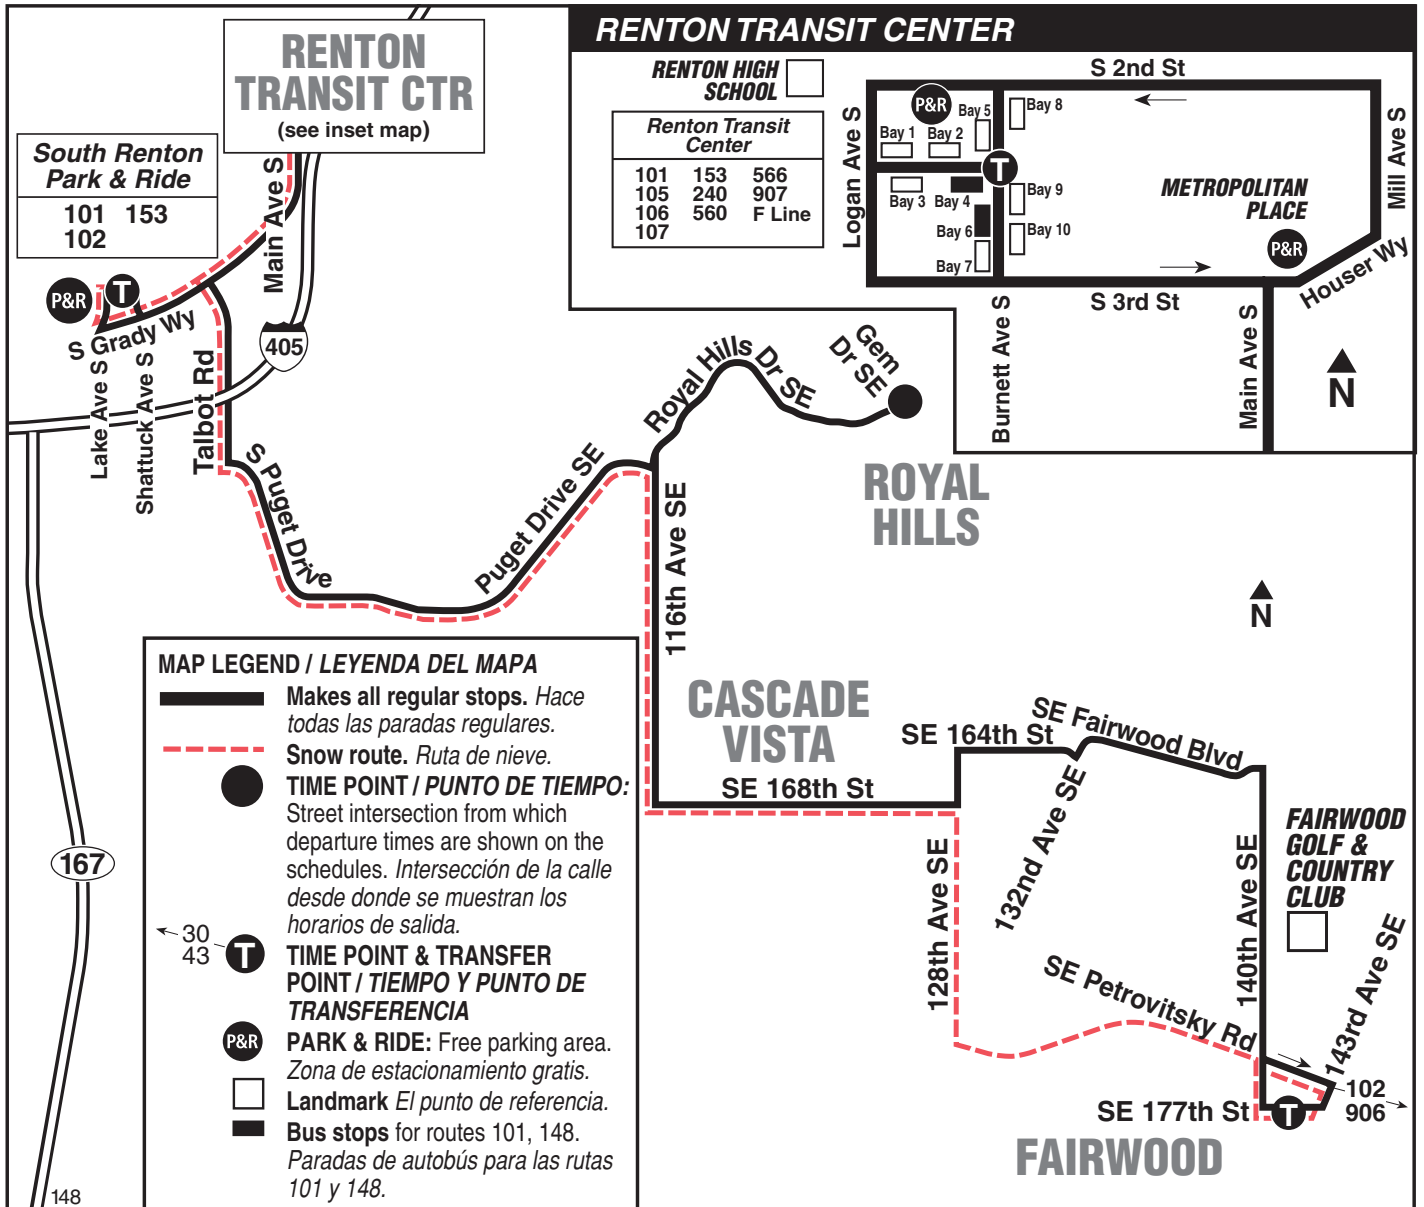 RENTON
TRANSIT CTR
(see inset map)
South Renton
Park & Ride
101 153
102
P&R
T
S Grady Wy
Lake Ave S
Shattuck Ave S
Talbot Rd
Main Ave S
405
167
S Puget Drive
Puget Drive SE
Royal Hills Dr SE
Gem
Dr SE
ROYAL
HILLS
116th Ave SE
CASCADE
VISTA
SE 168th St
SE 164th St
SE Fairwood Blvd
128th Ave SE
132nd Ave SE
140th Ave SE
143rd Ave SE
SE Petrovitsky Rd
SE 177th St
T
102
906
FAIRWOOD
FAIRWOOD
GOLF &
COUNTRY
CLUB
N
RENTON TRANSIT CENTER
RENTON HIGH
SCHOOL
Renton Transit
Center
101 153 566
105 240 907
106 560 F Line
107
S 2nd St
Logan Ave S
P&R
Bay 5
Bay 8
Bay 1
Bay 2
T
Bay 3
Bay 4
Bay 9
Bay 6
Bay 10
Bay 7
METROPOLITAN
PLACE
P&R
Mill Ave S
Houser Wy
S 3rd St
Burnett Ave S
Main Ave S
N
MAP LEGEND / LEYENDA DEL MAPA
Makes all regular stops. Hace
todas las paradas regulares.
Snow route. Ruta de nieve.
TIME POINT / PUNTO DE TIEMPO:
Street intersection from which
departure times are shown on the
schedules. Intersección de la calle
desde donde se muestran los
horarios de salida.
30
43
T
TIME POINT & TRANSFER
POINT / TIEMPO Y PUNTO DE
TRANSFERENCIA
P&R
PARK & RIDE: Free parking area.
Zona de estacionamiento gratis.
Landmark El punto de referencia.
Bus stops for routes 101, 148.
Paradas de autobús para las rutas
101 y 148.
148